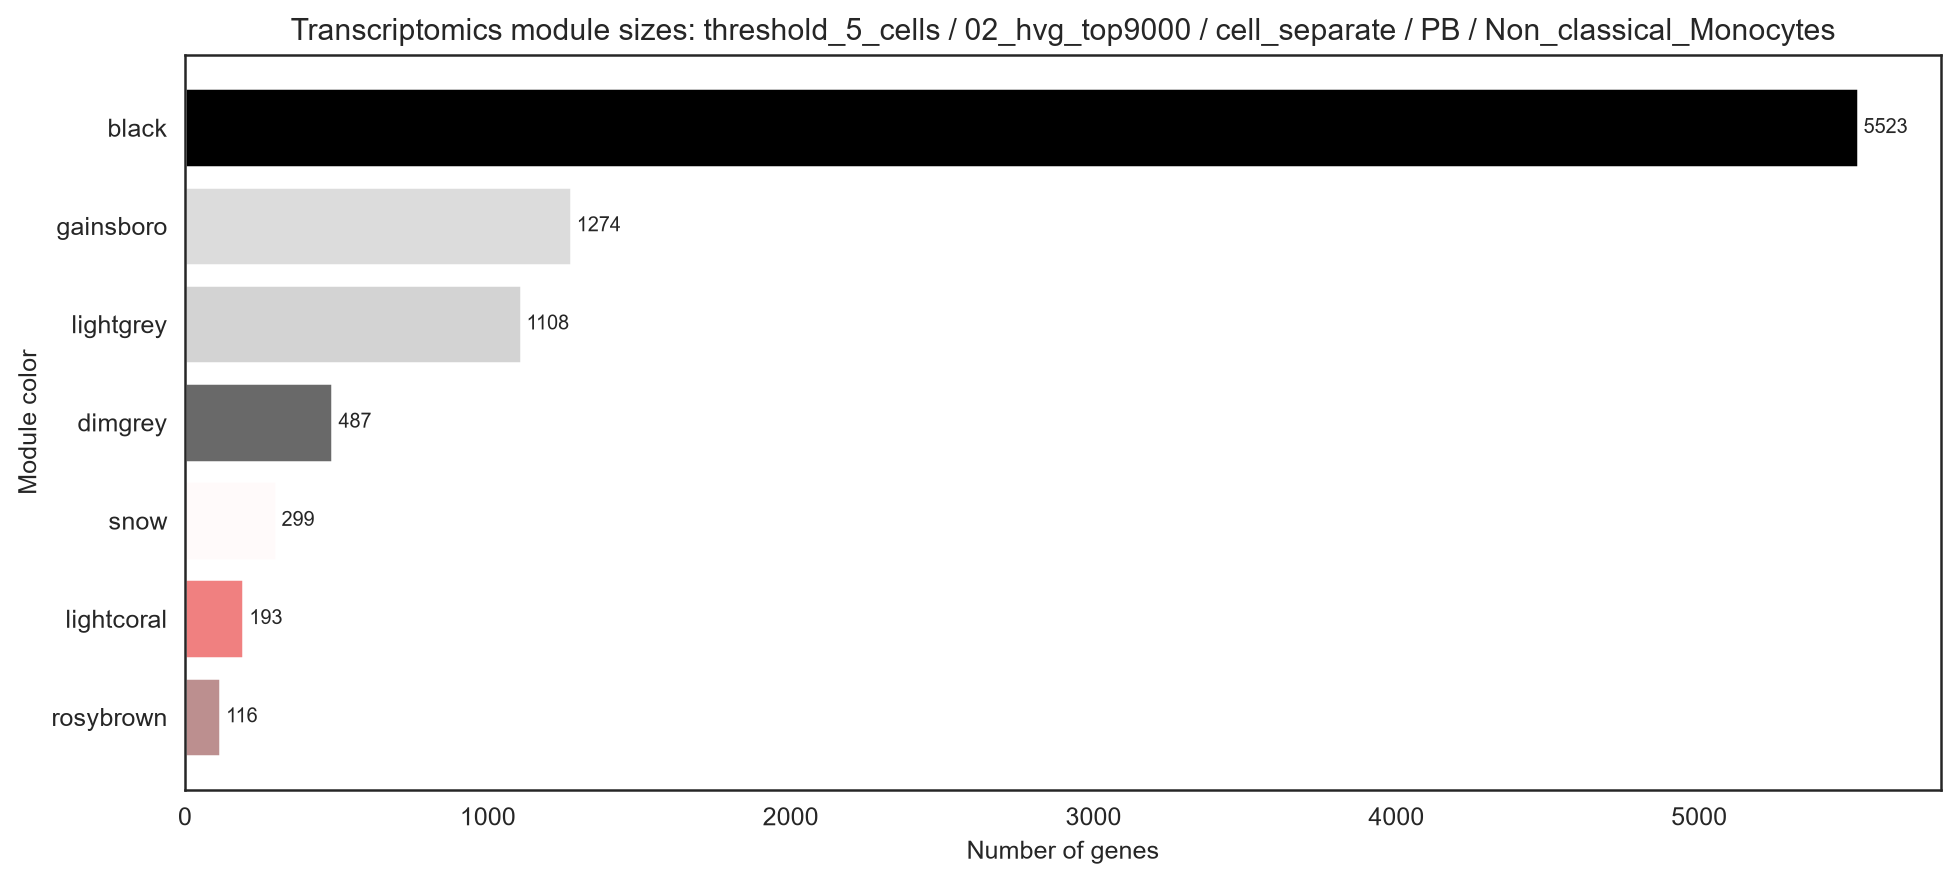 Transcriptomics module sizes: threshold_5_cells / 02_hvg_top9000 / cell_separate / PB / Non_classical_Monocytes
Module color
black
5523
gainsboro
1274
lightgrey
1108
dimgrey
487
snow
299
lightcoral
193
rosybrown
116
0 1000 2000 3000 4000 5000
Number of genes